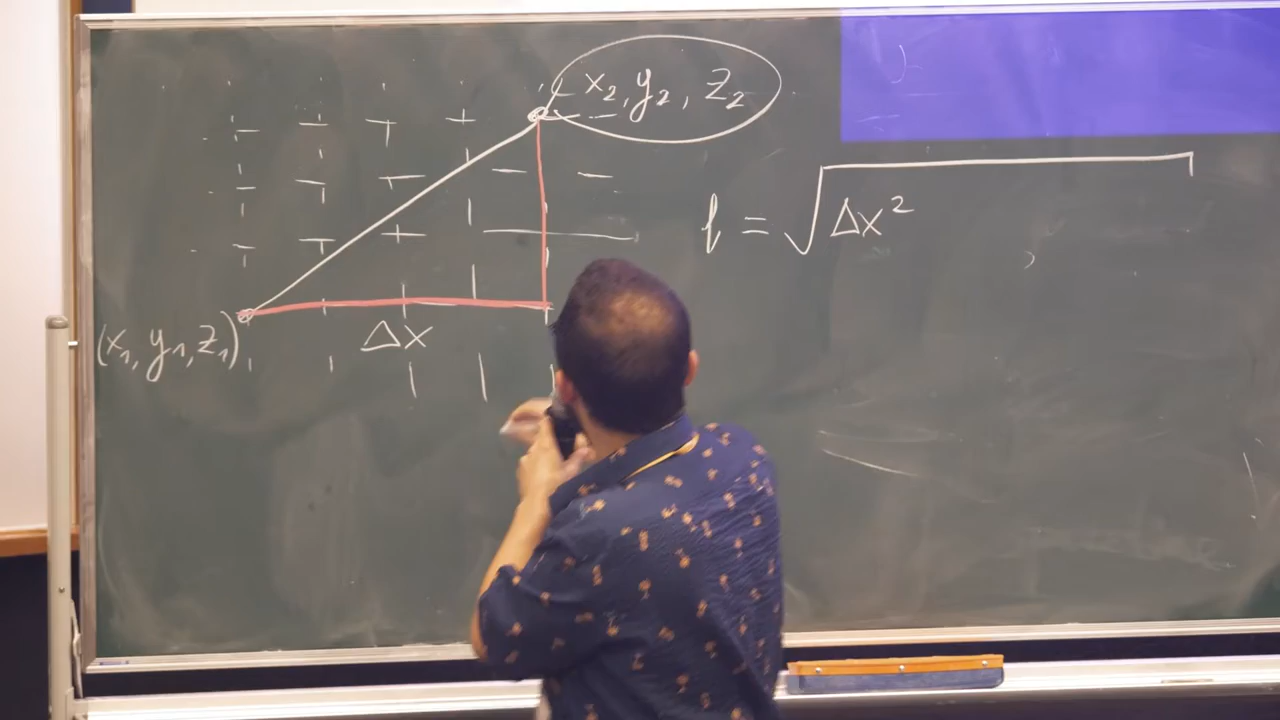 x₂, y₂, z₂
l = √Δx²
(x₁, y₁, z₁)
Δx